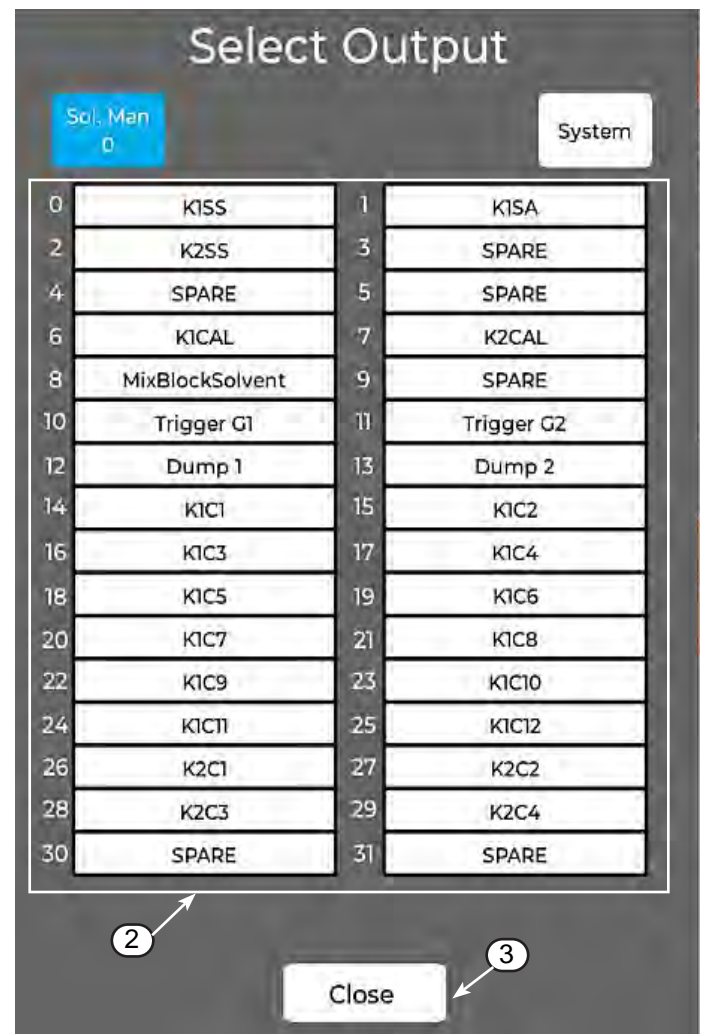 Select Output
Sol. Man
0
System
0 K1SS 1 K1SA
2 K2SS 3 SPARE
4 SPARE 5 SPARE
6 K1CAL 7 K2CAL
8 MixBlockSolvent 9 SPARE
10 Trigger G1 11 Trigger G2
12 Dump 1 13 Dump 2
14 K1C1 15 K1C2
16 K1C3 17 K1C4
18 K1C5 19 K1C6
20 K1C7 21 K1C8
22 K1C9 23 K1C10
24 K1C11 25 K1C12
26 K2C1 27 K2C2
28 K2C3 29 K2C4
30 SPARE 31 SPARE
2
3
Close